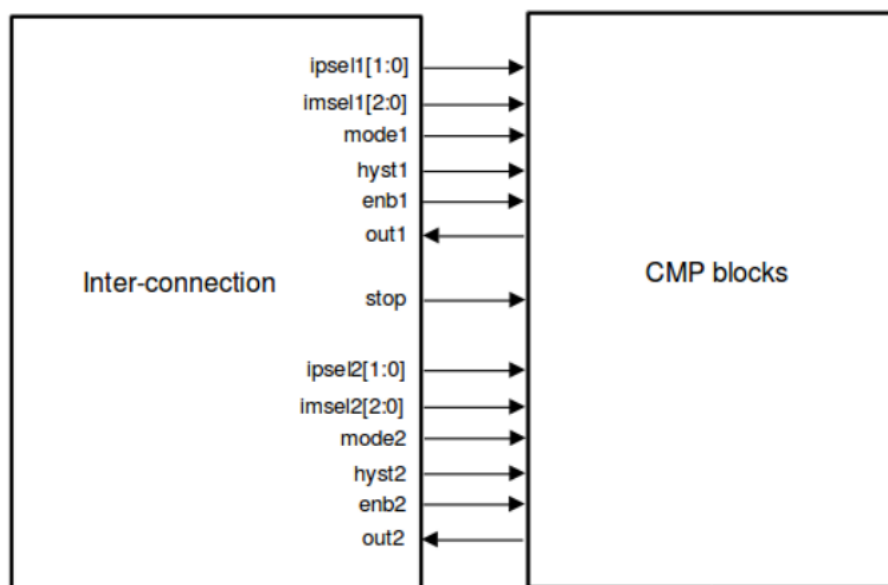 ipsel1[1:0]
imsel1[2:0]
mode1
hyst1
enb1
out1
Inter-connection
CMP blocks
stop
ipsel2[1:0]
imsel2[2:0]
mode2
hyst2
enb2
out2